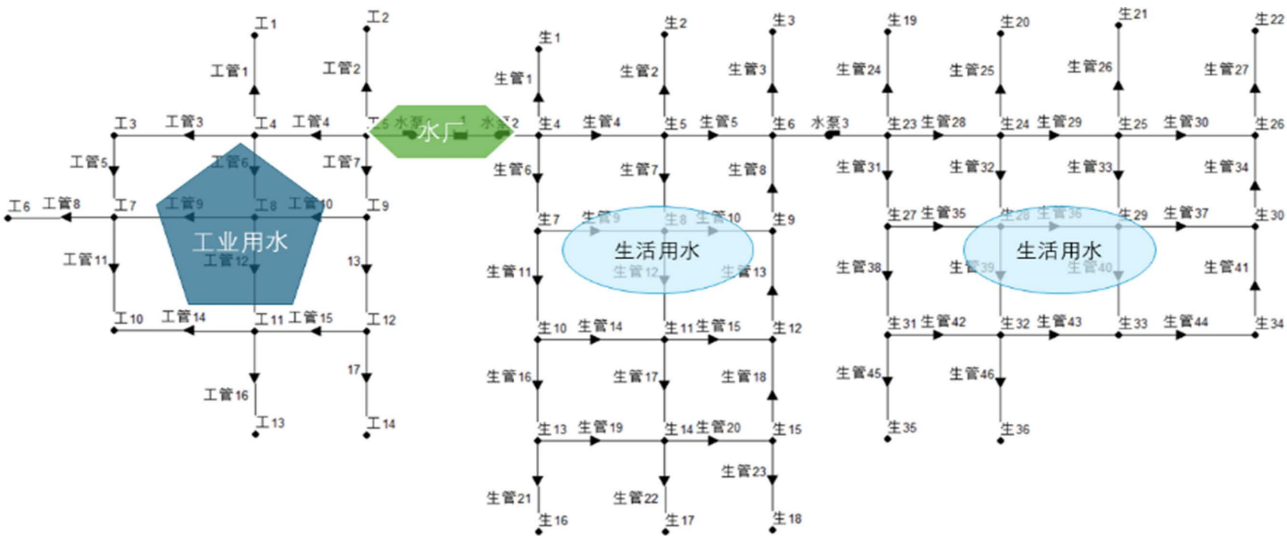 工1 工2 生1 生2 生3 生19 生20 生21 生22
工管1 工管2 生管1 生管2 生管3 生管24 生管25 生管26 生管27
工3 工管3 工4 工管4 水泵 水厂 水泵2 生4 生管4 生5 生管5 生6 水泵3 生23 生管28 生24 生管29 生25 生管30 生26
工管5 工管6 工管7 生管6 生管7 生管8 生管31 生管32 生管33 生管34
工6 工管8 工7 工管9 工8 工管10 工9 生7 生管9 生8 生管10 生9 生27 生管35 生28 生管36 生29 生管37 生30
工业用水 生活用水 生活用水
工管11 工管12 13 生管11 生管12 生管13 生管38 生管39 生管40 生管41
工10 工管14 工11 工管15 工12 生10 生管14 生11 生管15 生12 生31 生管42 生32 生管43 生33 生管44 生34
工管16 17 生管16 生管17 生管18 生管45 生管46
工13 工14 生13 生管19 生14 生管20 生15 生35 生36
生管21 生管22 生管23
生16 生17 生18